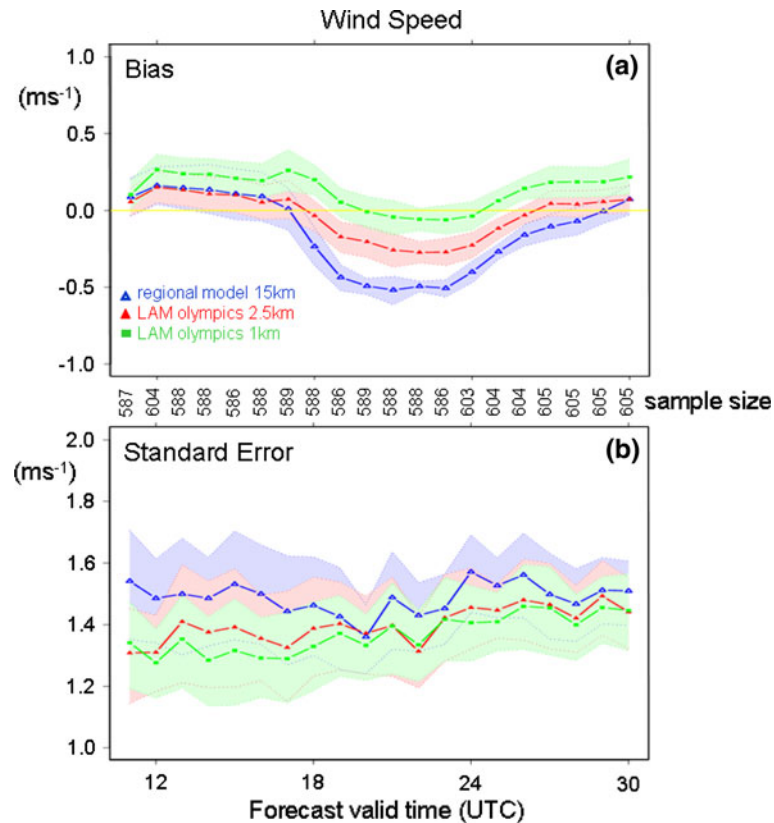 Wind Speed
Bias
(a)
(ms⁻¹)
1.0
0.5
0.0
-0.5
-1.0
regional model 15km
LAM olympics 2.5km
LAM olympics 1km
587 604 588 588 586 588 589 588 586 589 588 586 603 604 604 605 605 605 605
sample size
Standard Error
(b)
(ms⁻¹)
2.0
1.8
1.6
1.4
1.2
1.0
12 18 24 30
Forecast valid time (UTC)